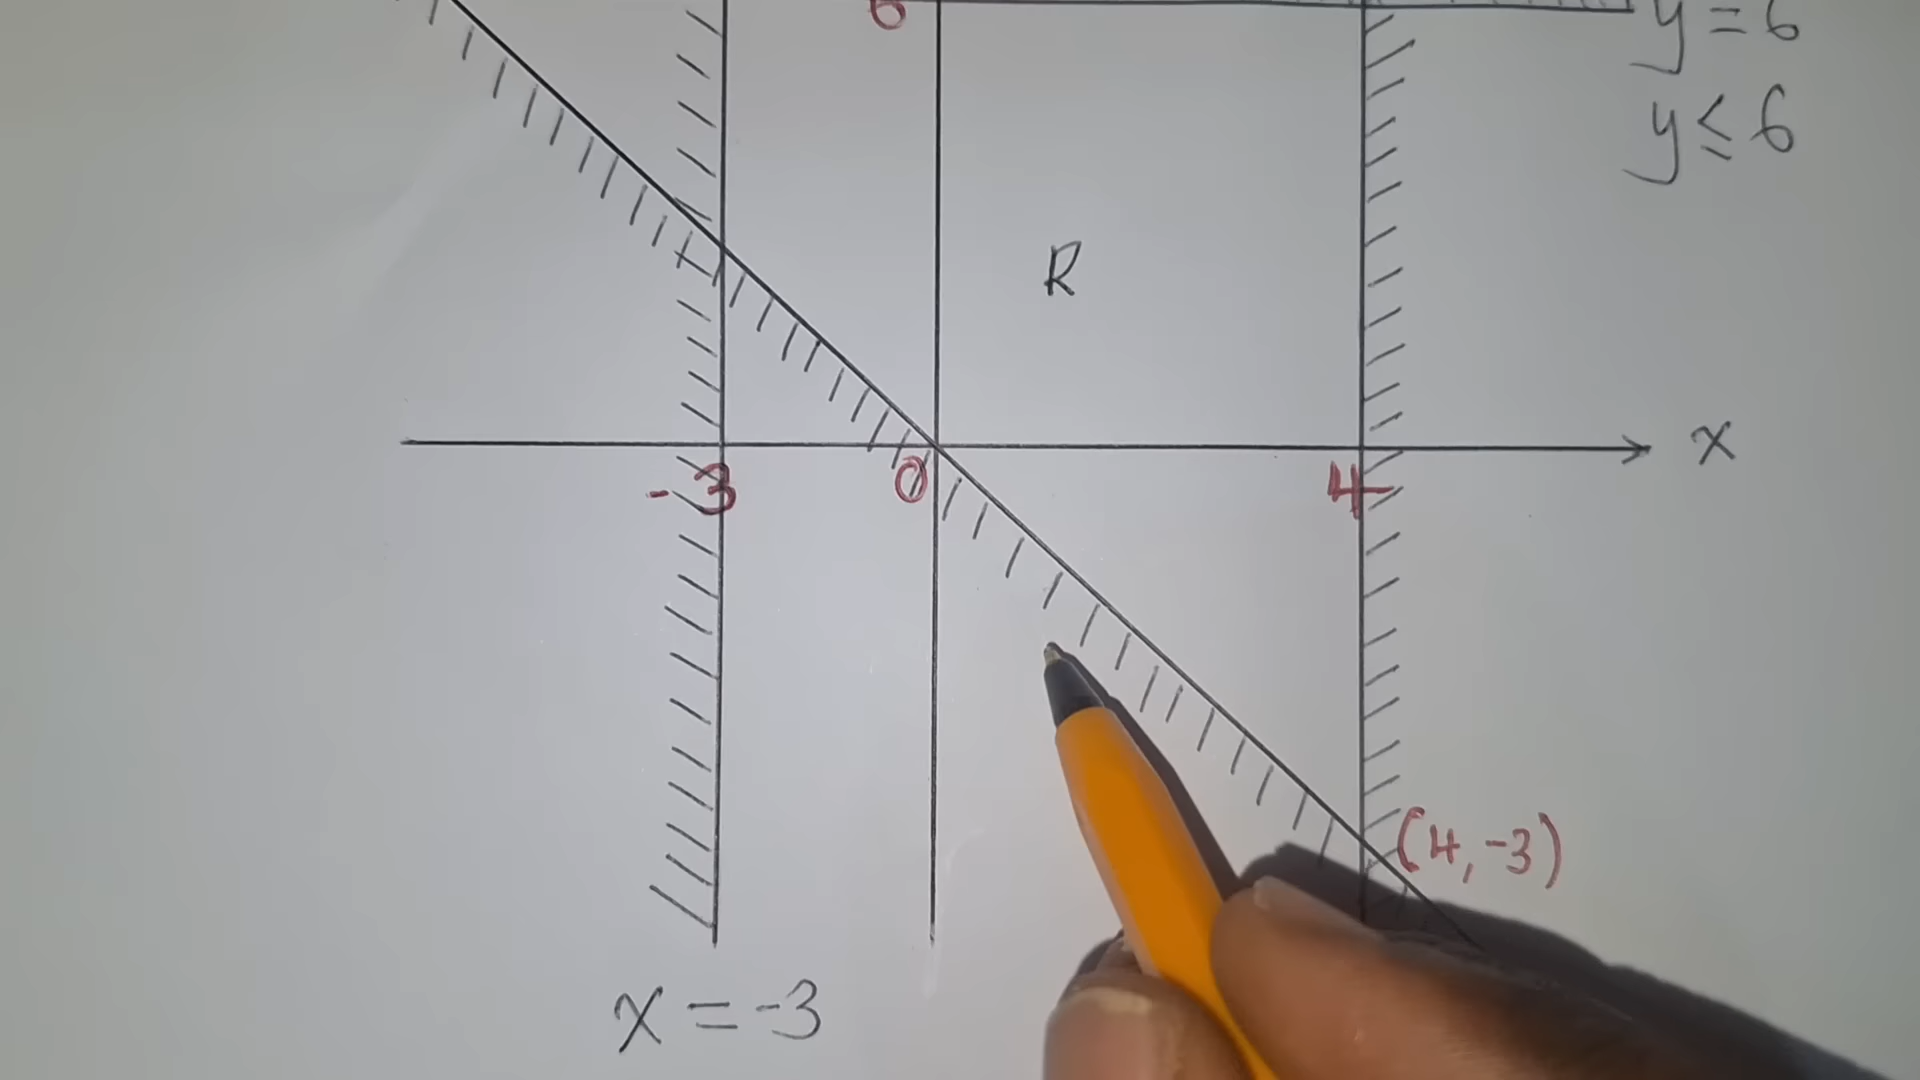 6
y = 6
y ≤ 6
R
x
-3
0
4
(4, -3)
x = -3